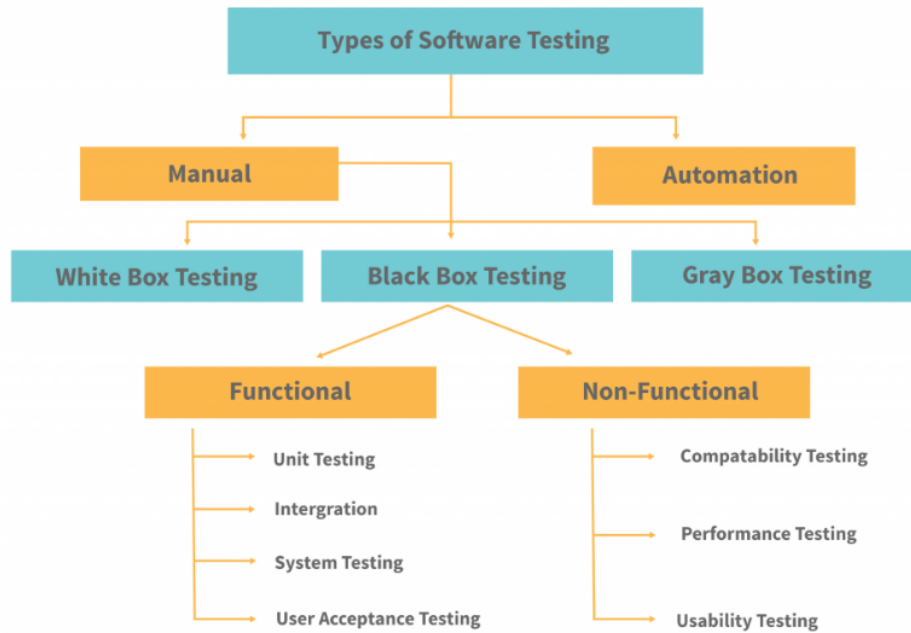 Types of Software Testing
Manual
Automation
White Box Testing
Black Box Testing
Gray Box Testing
Functional
Non-Functional
Unit Testing
Intergration
System Testing
User Acceptance Testing
Compatability Testing
Performance Testing
Usability Testing